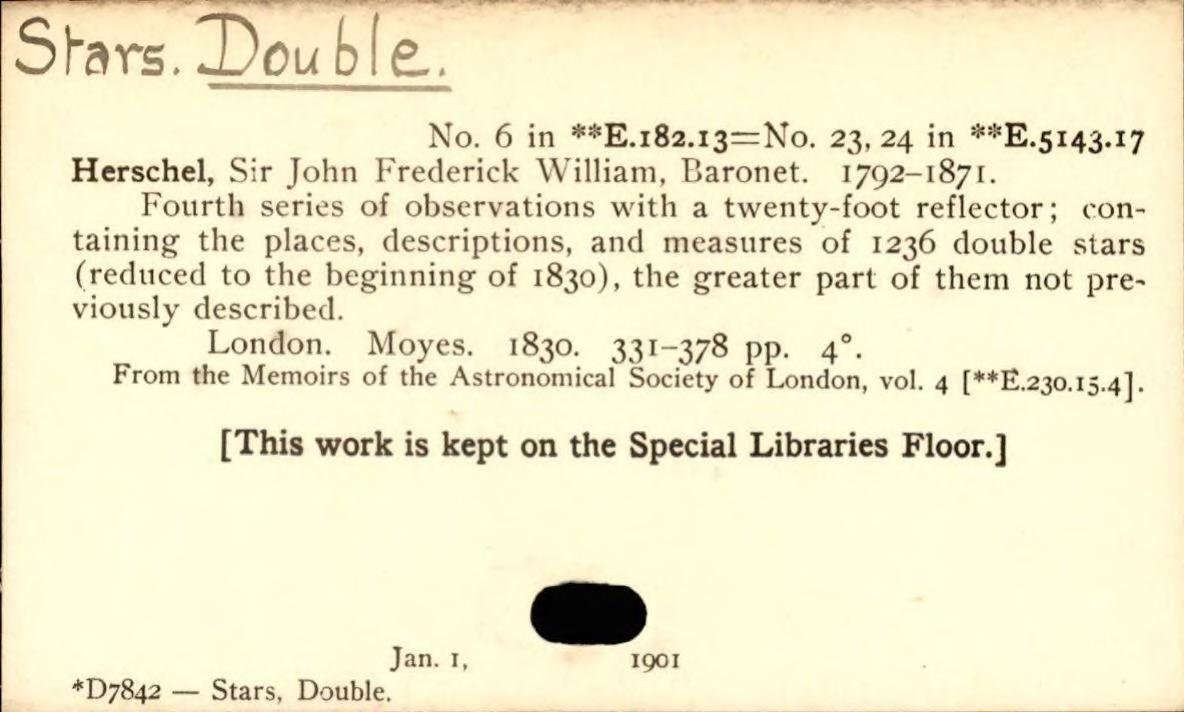 Stars. Double.
No. 6 in **E.182.13=No. 23, 24 in **E.5143.17
Herschel, Sir John Frederick William, Baronet. 1792-1871.
Fourth series of observations with a twenty-foot reflector; con-
taining the places, descriptions, and measures of 1236 double stars
(reduced to the beginning of 1830), the greater part of them not pre-
viously described.
London. Moyes. 1830. 331-378 pp. 4°.
From the Memoirs of the Astronomical Society of London, vol. 4 [**E.230.15.4].
[This work is kept on the Special Libraries Floor.]
Jan. 1, 1901
*D7842 — Stars, Double.